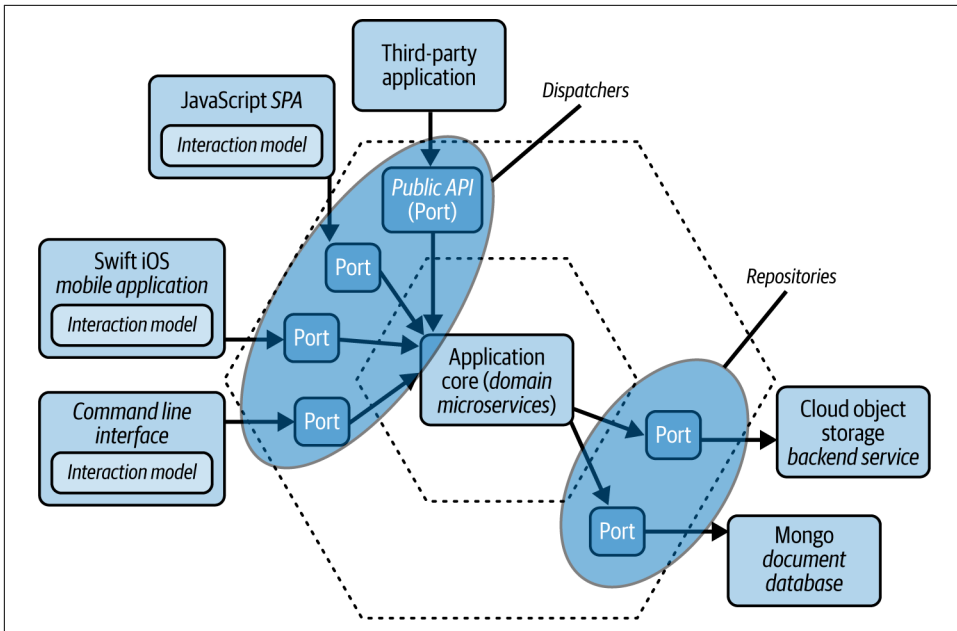 Third-party
application
JavaScript SPA
Interaction model
Dispatchers
Public API
(Port)
Port
Swift iOS
mobile application
Interaction model
Port
Repositories
Application
core (domain
microservices)
Command line
interface
Interaction model
Port
Port
Cloud object
storage
backend service
Port
Mongo
document
database